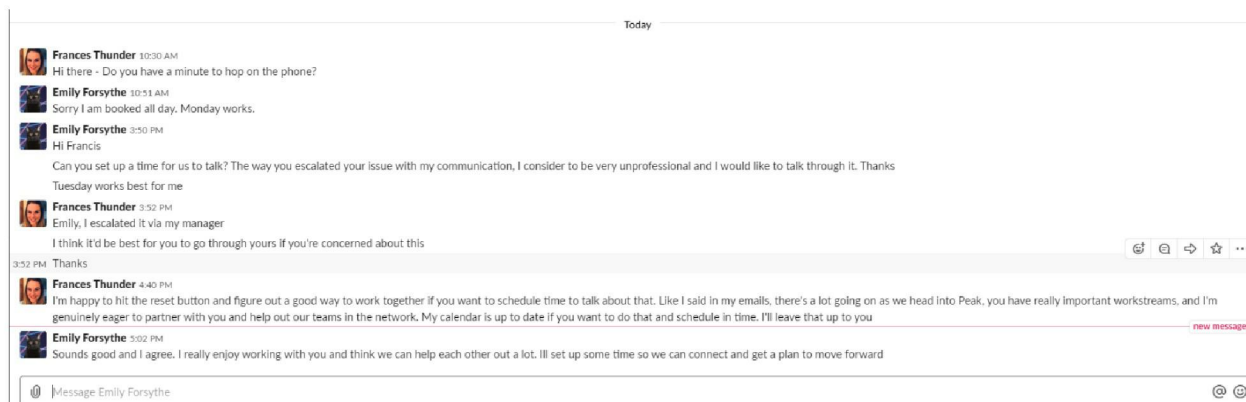 Today
Frances Thunder 10:30 AM
Hi there - Do you have a minute to hop on the phone?
Emily Forsythe 10:51 AM
Sorry I am booked all day. Monday works.
Emily Forsythe 3:50 PM
Hi Francis
Can you set up a time for us to talk? The way you escalated your issue with my communication, I consider to be very unprofessional and I would like to talk through it. Thanks
Tuesday works best for me
Frances Thunder 3:52 PM
Emily, I escalated it via my manager
I think it'd be best for you to go through yours if you're concerned about this
3:52 PM Thanks
Frances Thunder 4:40 PM
I'm happy to hit the reset button and figure out a good way to work together if you want to schedule time to talk about that. Like I said in my emails, there's a lot going on as we head into Peak, you have really important workstreams, and I'm
genuinely eager to partner with you and help out our teams in the network. My calendar is up to date if you want to do that and schedule in time. I'll leave that up to you
new message
Emily Forsythe 5:02 PM
Sounds good and I agree. I really enjoy working with you and think we can help each other out a lot. Ill set up some time so we can connect and get a plan to move forward
Message Emily Forsythe